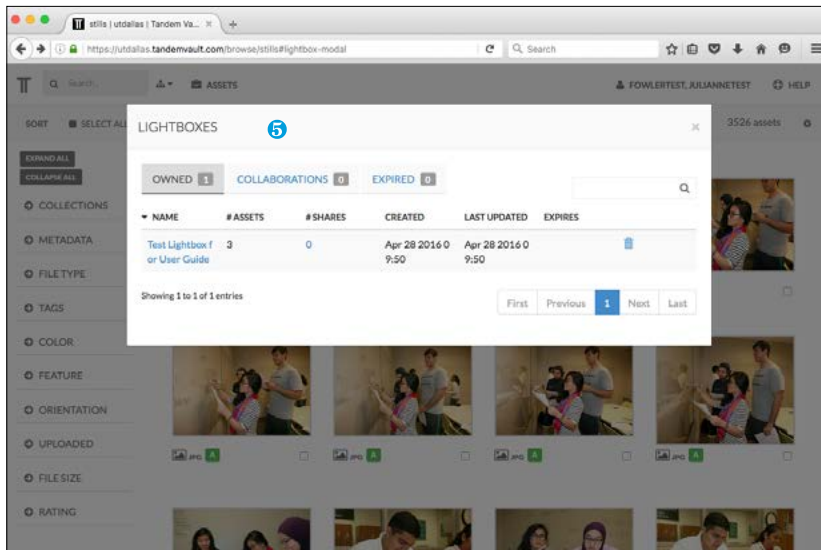 stills | utdallas | Tandem Va...
https://utdallas.tandemvault.com/browse/stills#lightbox-modal
Search
Search..
ASSETS
FOWLERTEST, JULIANNETEST
HELP
SORT
SELECT ALL
3526 assets
LIGHTBOXES
5
EXPAND ALL
COLLAPSE ALL
COLLECTIONS
METADATA
FILE TYPE
TAGS
COLOR
FEATURE
ORIENTATION
UPLOADED
FILE SIZE
RATING
OWNED 1 COLLABORATIONS 0 EXPIRED 0
NAME # ASSETS # SHARES CREATED LAST UPDATED EXPIRES
Test Lightbox f 3 0 Apr 28 2016 0 Apr 28 2016 0
or User Guide 9:50 9:50
Showing 1 to 1 of 1 entries
First Previous 1 Next Last
JPG A JPG A JPG A JPG A